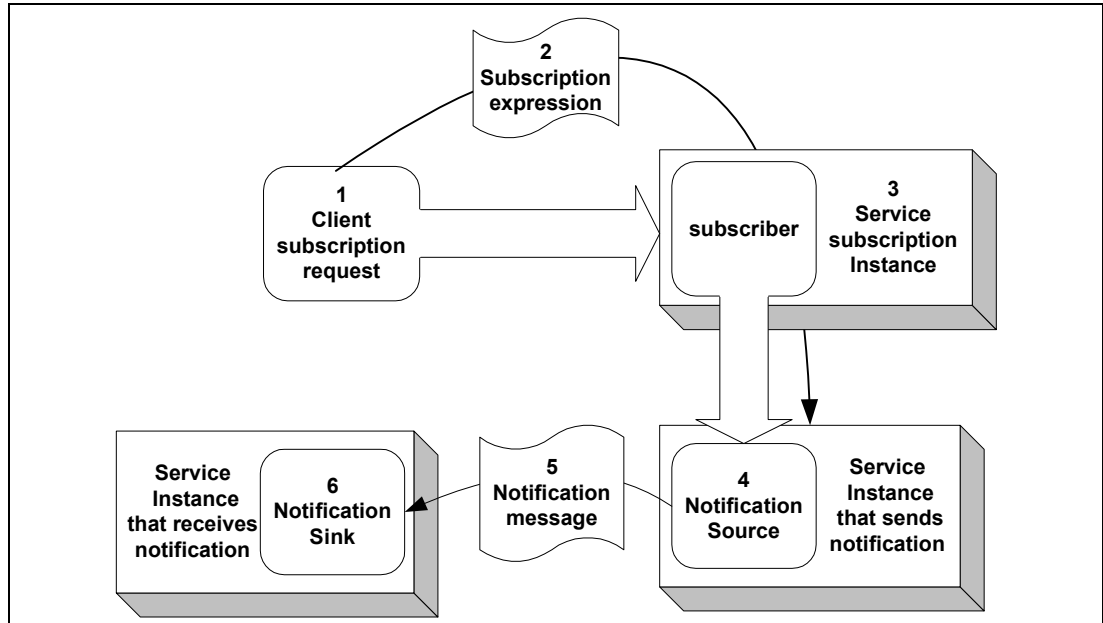 2
Subscription
expression
1
Client
subscription
request
subscriber
3
Service
subscription
Instance
Service
Instance
that receives
notification
6
Notification
Sink
5
Notification
message
4
Notification
Source
Service
Instance
that sends
notification